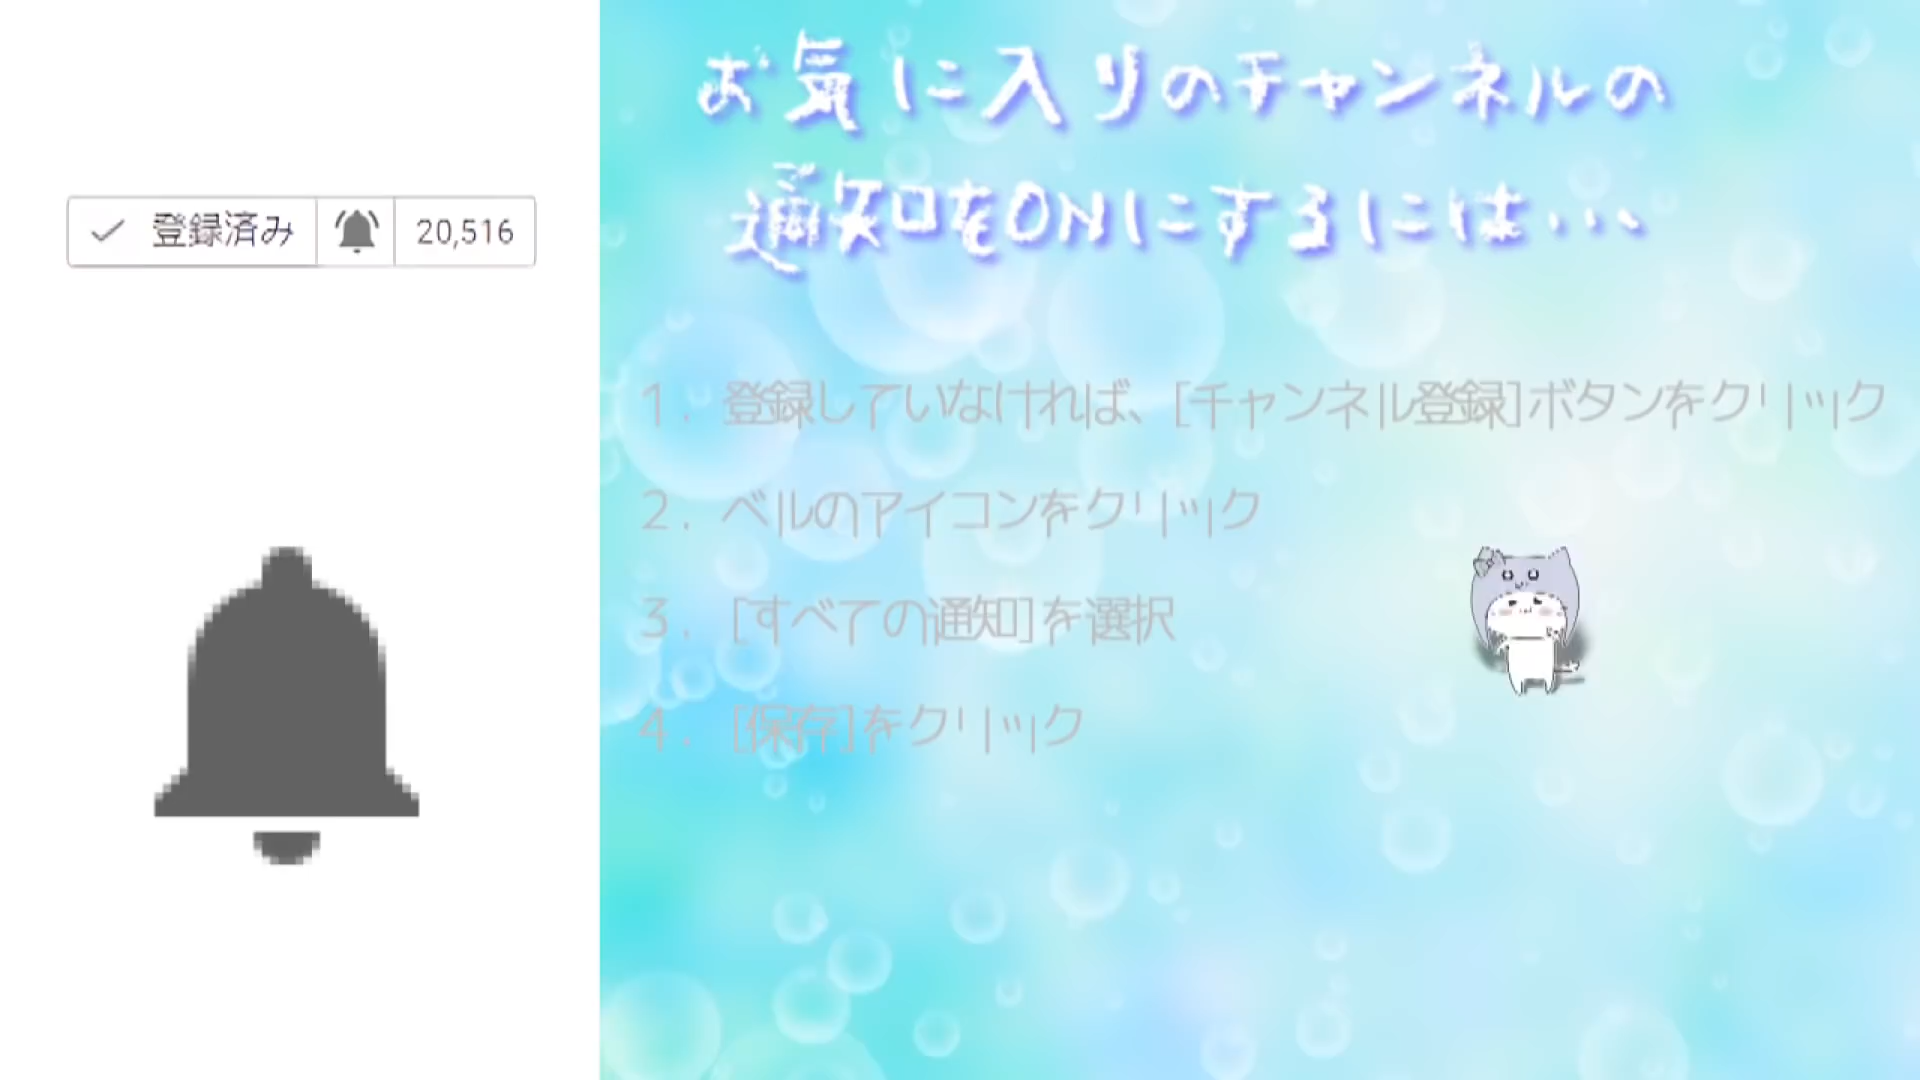 登録済み 20,516
お気に入りのチャンネルの
通知をONにするには・・・
1. 登録していなければ、[チャンネル登録]ボタンをクリック
2. ベルのアイコンをクリック
3. [すべての通知]を選択
4. [保存]をクリック